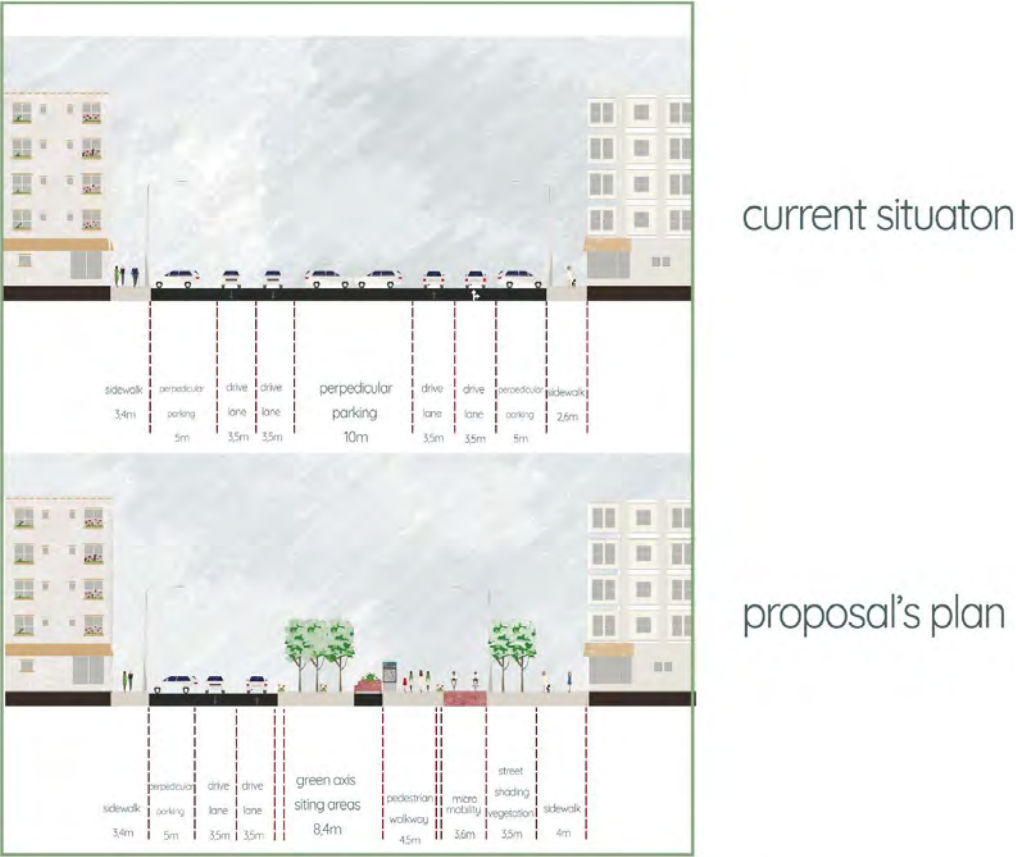 current situaton
sidewalk
3,4m
perpedicular
parking
5m
drive
lane
3,5m
drive
lane
3,5m
perpedicular
parking
10m
drive
lane
3,5m
drive
lane
3,5m
perpedicular
parking
5m
sidewalk
2,6m
proposal's plan
sidewalk
3,4m
perpedicular
parking
5m
drive
lane
3,5m
drive
lane
3,5m
green axis
siting areas
8,4m
pedestrian
walkway
4,5m
micro
mobility
3,6m
street
shading
vegetation
3,5m
sidewalk
4m